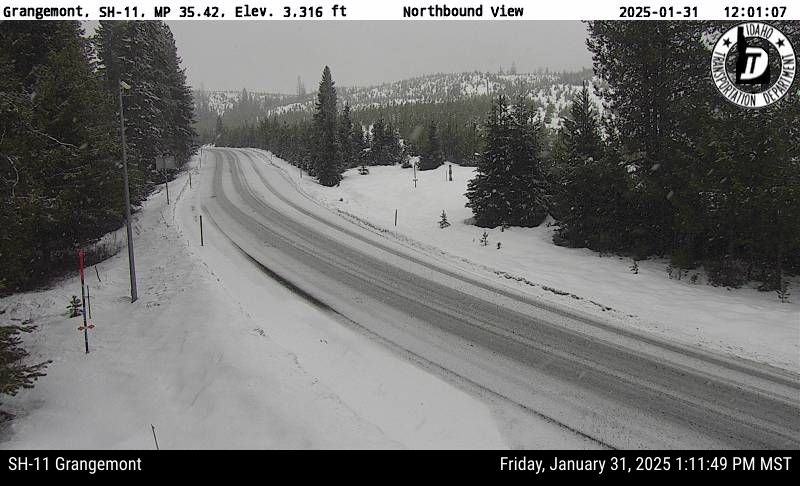 Grangemont, SH-11, MP 35.42, Elev. 3,316 ft Northbound View 2025-01-31 12:01:07
IDAHO
TRANSPORTATION DEPARTMENT
SH-11 Grangemont Friday, January 31, 2025 1:11:49 PM MST